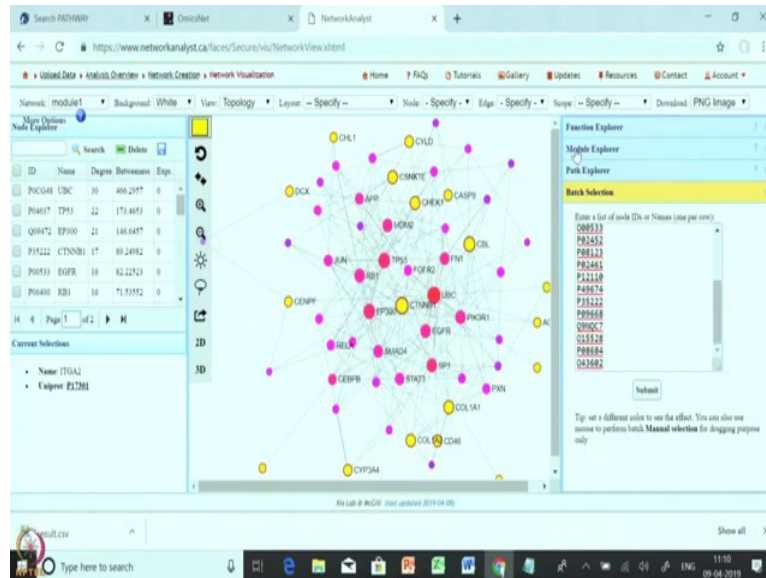 Search PATHWAY
OmicsNet
NetworkAnalyst
https://www.networkanalyst.ca/faces/Secure/vis/NetworkView.xhtml
Upload Data › Analysis Overview › Network Creation › Network Visualization
Home
FAQs
Tutorials
Gallery
Updates
Resources
Contact
Account
Network: module1
Background: White
View: Topology
Layout: -- Specify --
Node: - Specify -
Edge: - Specify -
Scope: -- Specify --
Download: PNG Image
More Options
Node Explorer
Search
Delete
ID Name Degree Betweenness Expr.
P0CG48 UBC 30 466.2957 0
P04637 TP53 22 173.4653 0
Q09472 EP300 21 146.6457 0
P35222 CTNNB1 17 89.24982 0
P00533 EGFR 16 82.22523 0
P06400 RB1 16 71.53552 0
Page 1 of 2
Current Selections
Name: ITGA2
Uniprot: P17301
2D
3D
CHL1
CYLD
CSNK1E
DCX
APP
CHEK1
CASP9
MDM2
CBL
JUN
TP53
FN1
RB1
FGFR2
UBC
CENPF
CTNNB1
EP300
PIK3R1
EGFR
RELA
SMAD4
SP1
CEBPB
STAT3
PXN
COL1A1
CD46
CYP3A4
Function Explorer
Module Explorer
Path Explorer
Batch Selection
Enter a list of node IDs or Names (one per row):
O00533
P02452
P08123
P02461
P12110
P49674
P35222
P09668
Q9NQC7
O15528
P08684
O43602
Submit
Tip: set a different color to see the effect. You can also use
mouse to perform batch Manual selection for dragging purpose
only
Xia Lab @ McGill (last updated 2019-04-08)
result.csv
Show all
NPTEL
Type here to search
ENG
11:10
09-04-2019